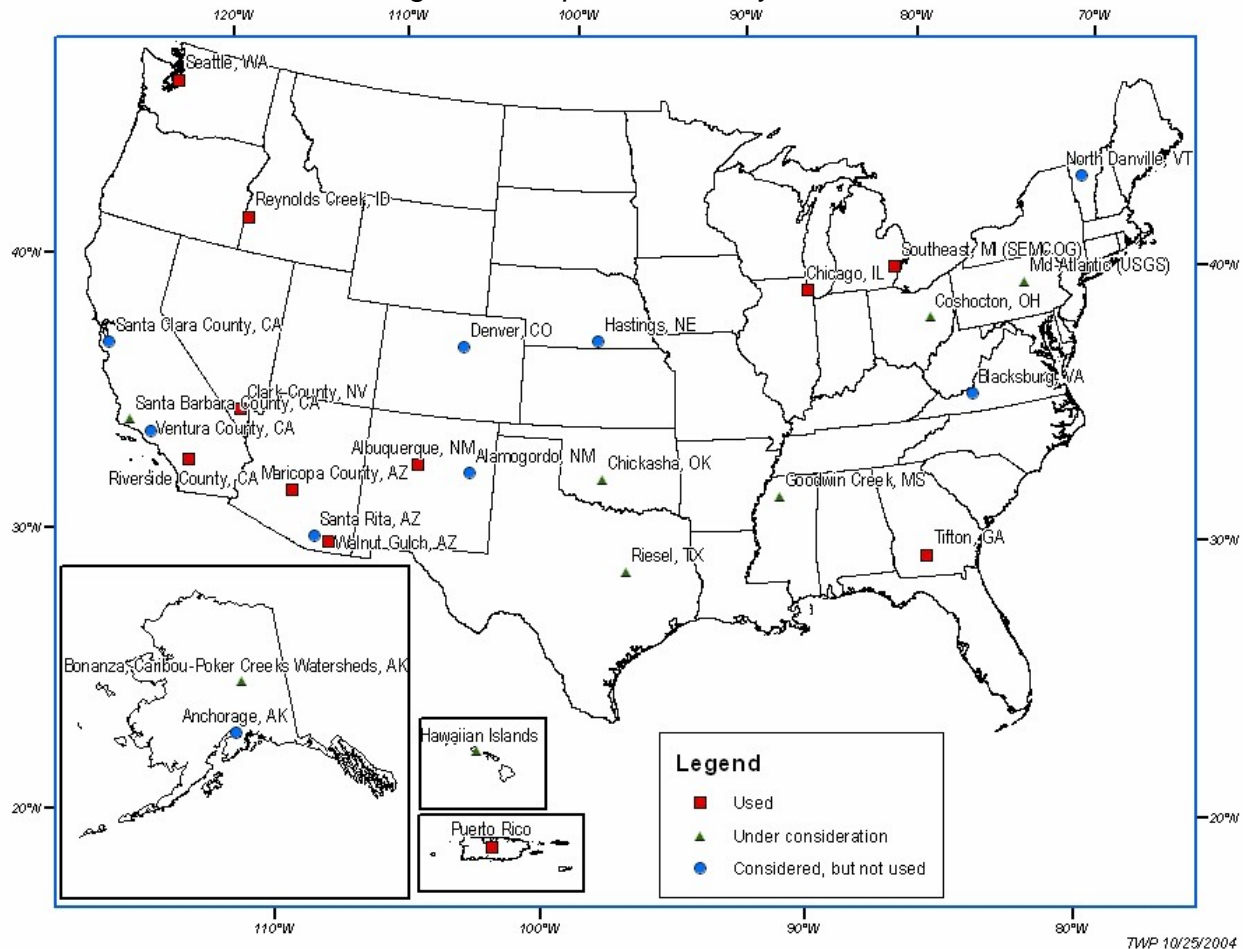 120°W
110°W
100°W
90°W
80°W
70°W
Seattle, WA
North Danville, VT
Reynolds Creek, ID
40°W
Southeast, MI (SEMCOG)
Md-Atlantic (USGS)
40°W
Chicago, IL
Coshocton, OH
Santa Clara County, CA
Denver, CO
Hastings, NE
Blacksburg, VA
Clark County, NV
Santa Barbara County, CA
Ventura County, CA
Albuquerque, NM
Alamogordo, NM
Chickasha, OK
Riverside County, CA
Maricopa County, AZ
Goodwin Creek, MS
Santa Rita, AZ
30°W
Walnut Gulch, AZ
Tifton, GA
30°W
Riesel, TX
Bonanza, Caribou-Poker Creeks Watersheds, AK
Anchorage, AK
Hawaiian Islands
Legend
Used
Under consideration
Considered, but not used
20°W
20°W
Puerto Rico
110°W
100°W
90°W
80°W
TWP 10/25/2004